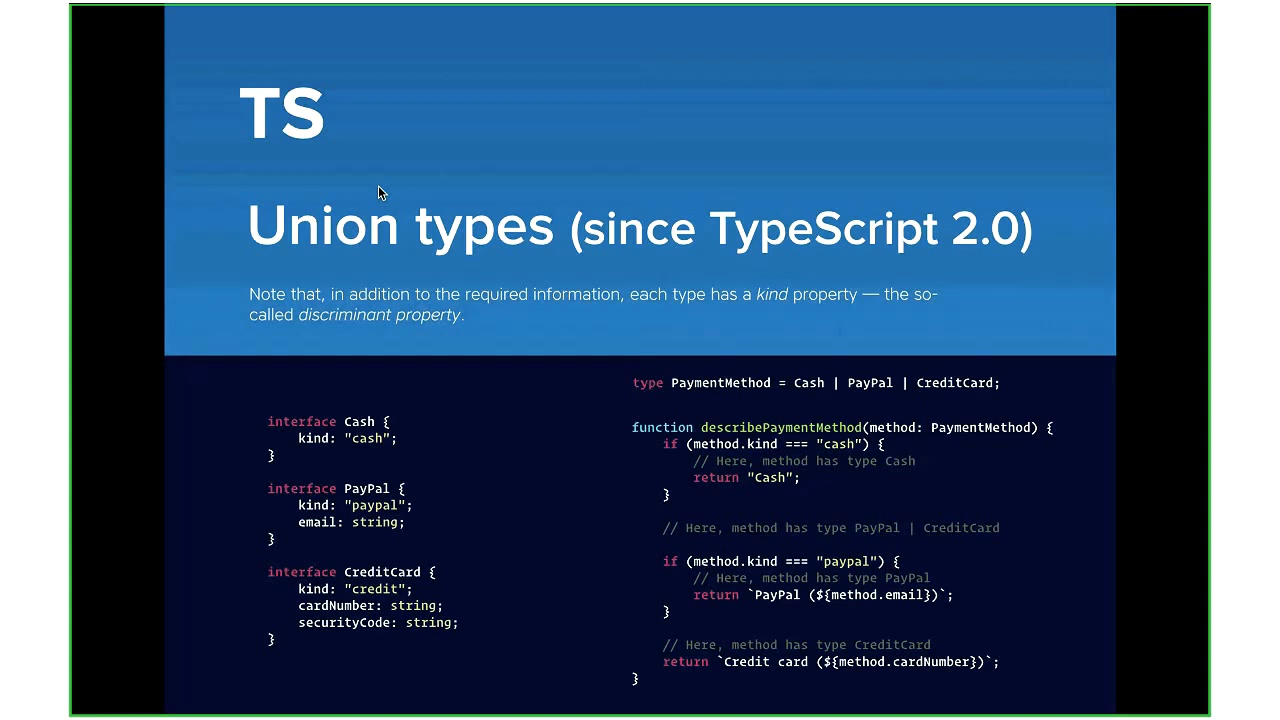 TS
Union types (since TypeScript 2.0)
Note that, in addition to the required information, each type has a kind property — the so-
called discriminant property.
interface Cash {
    kind: "cash";
}
interface PayPal {
    kind: "paypal";
    email: string;
}
interface CreditCard {
    kind: "credit";
    cardNumber: string;
    securityCode: string;
}
type PaymentMethod = Cash | PayPal | CreditCard;
function describePaymentMethod(method: PaymentMethod) {
    if (method.kind === "cash") {
        // Here, method has type Cash
        return "Cash";
    }
    // Here, method has type PayPal | CreditCard
    if (method.kind === "paypal") {
        // Here, method has type PayPal
        return `PayPal (${method.email})`;
    }
    // Here, method has type CreditCard
    return `Credit card (${method.cardNumber})`;
}